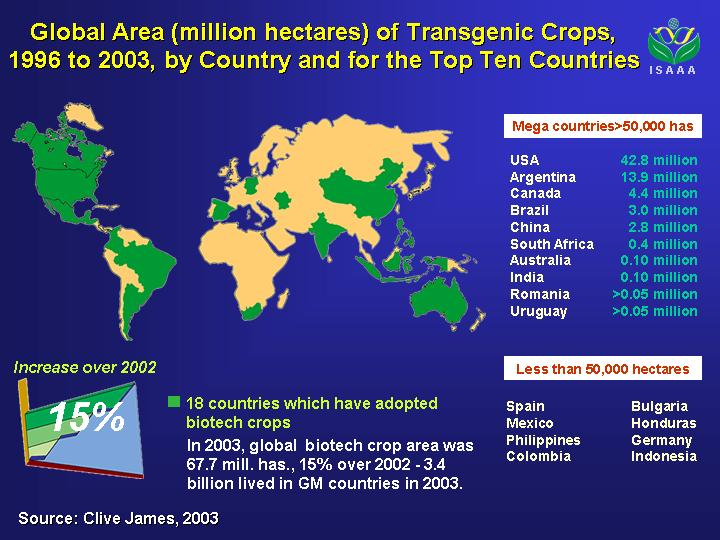 Global Area (million hectares) of Transgenic Crops,
1996 to 2003, by Country and for the Top Ten Countries
ISAAA
Mega countries>50,000 has
USA 42.8 million
Argentina 13.9 million
Canada 4.4 million
Brazil 3.0 million
China 2.8 million
South Africa 0.4 million
Australia 0.10 million
India 0.10 million
Romania >0.05 million
Uruguay >0.05 million
Increase over 2002
15%
18 countries which have adopted
biotech crops
In 2003, global biotech crop area was
67.7 mill. has., 15% over 2002 - 3.4
billion lived in GM countries in 2003.
Less than 50,000 hectares
Spain Bulgaria
Mexico Honduras
Philippines Germany
Colombia Indonesia
Source: Clive James, 2003